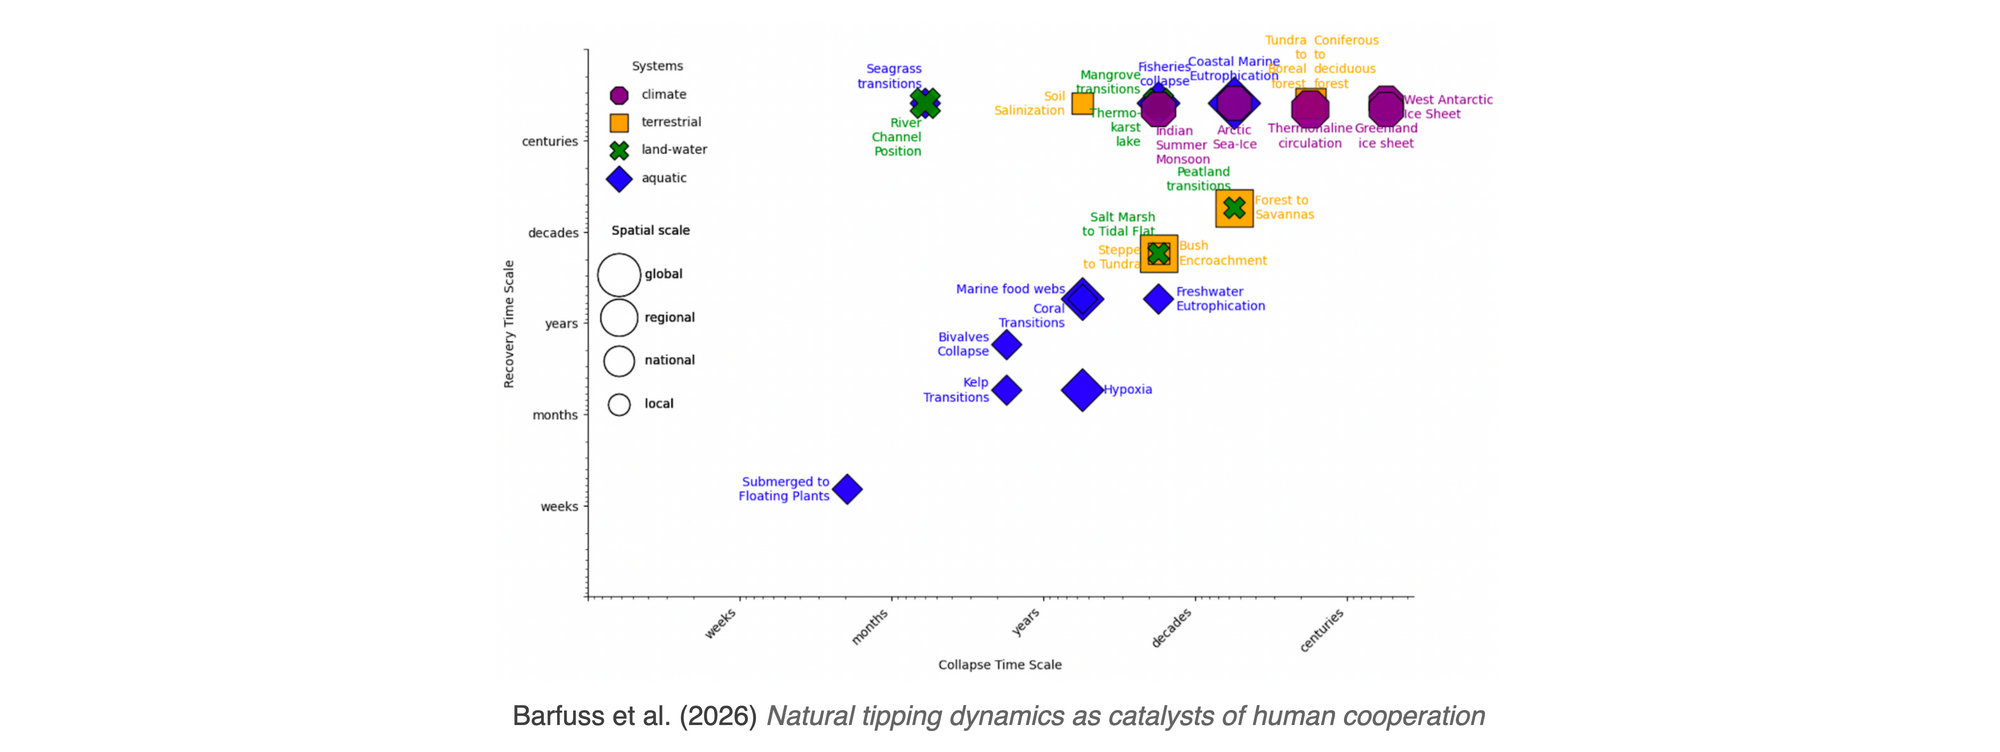 Systems
climate
terrestrial
land-water
aquatic
Spatial scale
global
regional
national
local
Recovery Time Scale
centuries
decades
years
months
weeks
Seagrass
transitions
River
Channel
Position
Soil
Salinization
Mangrove
transitions
Thermo-
karst
lake
Fisheries
collapse
Indian
Summer
Monsoon
Coastal Marine
Eutrophication
Arctic
Sea-Ice
Tundra
to
Boreal
forest
Coniferous
to
deciduous
forest
Thermohaline
circulation
West Antarctic
Ice Sheet
Greenland
ice sheet
Peatland
transitions
Forest to
Savannas
Salt Marsh
to Tidal Flat
Steppe
to Tundra
Bush
Encroachment
Marine food webs
Coral
Transitions
Freshwater
Eutrophication
Bivalves
Collapse
Kelp
Transitions
Hypoxia
Submerged to
Floating Plants
weeks
months
years
decades
centuries
Collapse Time Scale
Barfuss et al. (2026) Natural tipping dynamics as catalysts of human cooperation